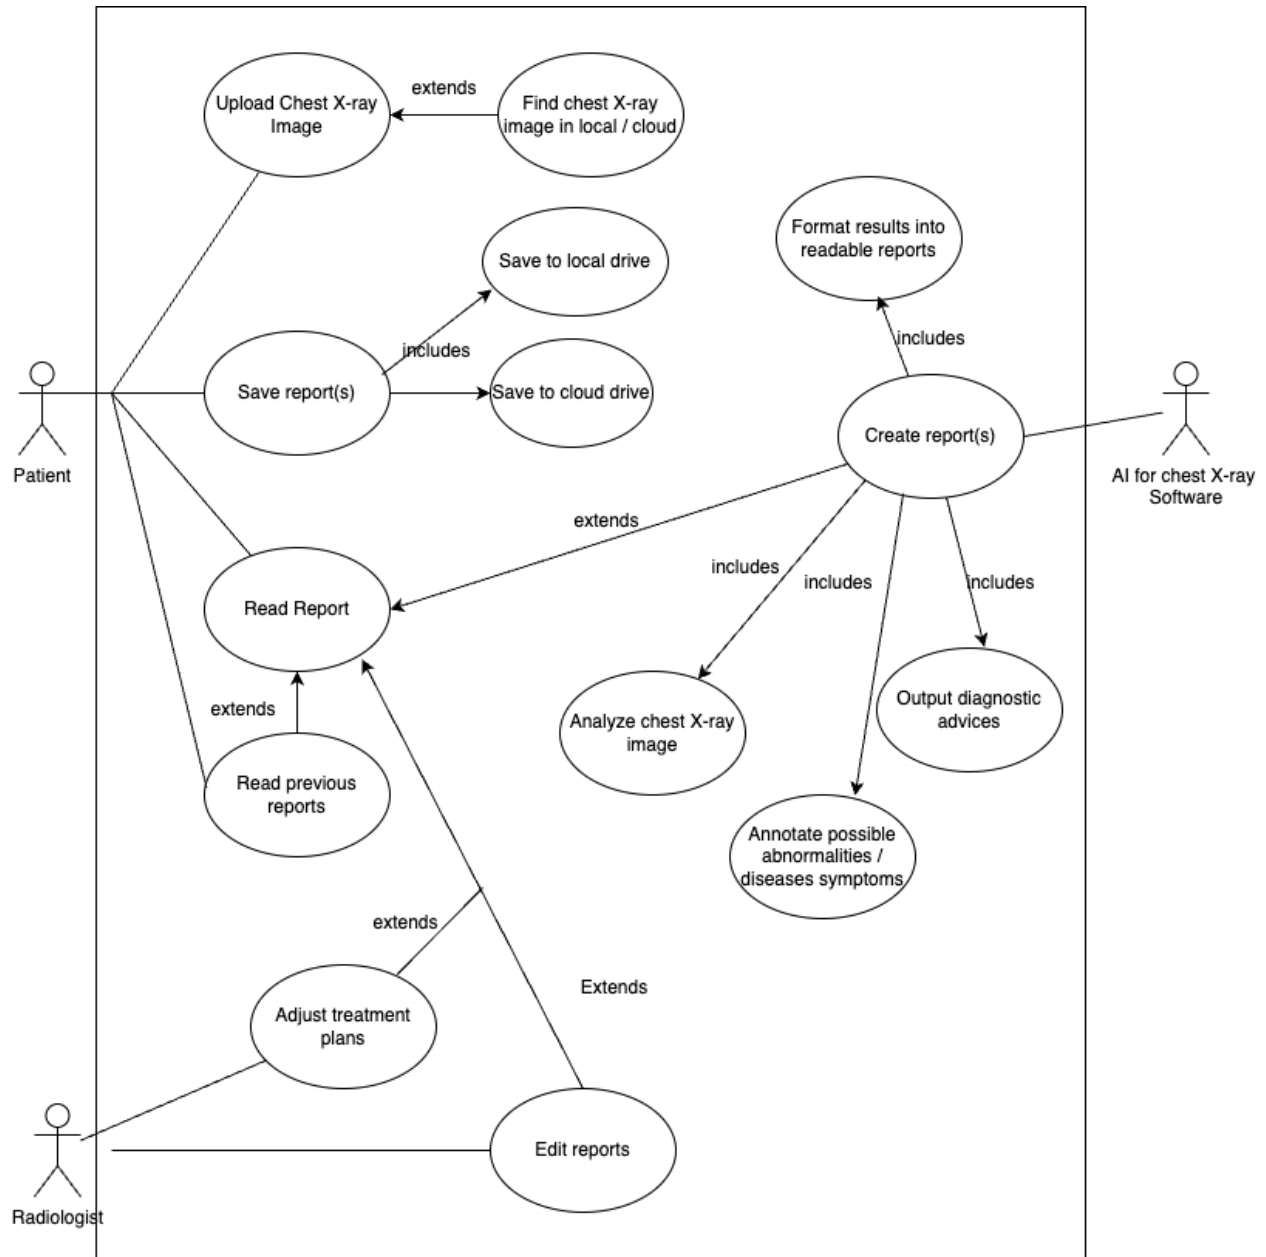 Upload Chest X-ray
Image
extends
Find chest X-ray
image in local / cloud
Format results into
readable reports
Save to local drive
includes
includes
Save report(s)
Save to cloud drive
Create report(s)
Patient
AI for chest X-ray
Software
extends
includes
includes
includes
Read Report
extends
Analyze chest X-ray
image
Output diagnostic
advices
Read previous
reports
Annotate possible
abnormalities /
diseases symptoms
extends
Extends
Adjust treatment
plans
Edit reports
Radiologist